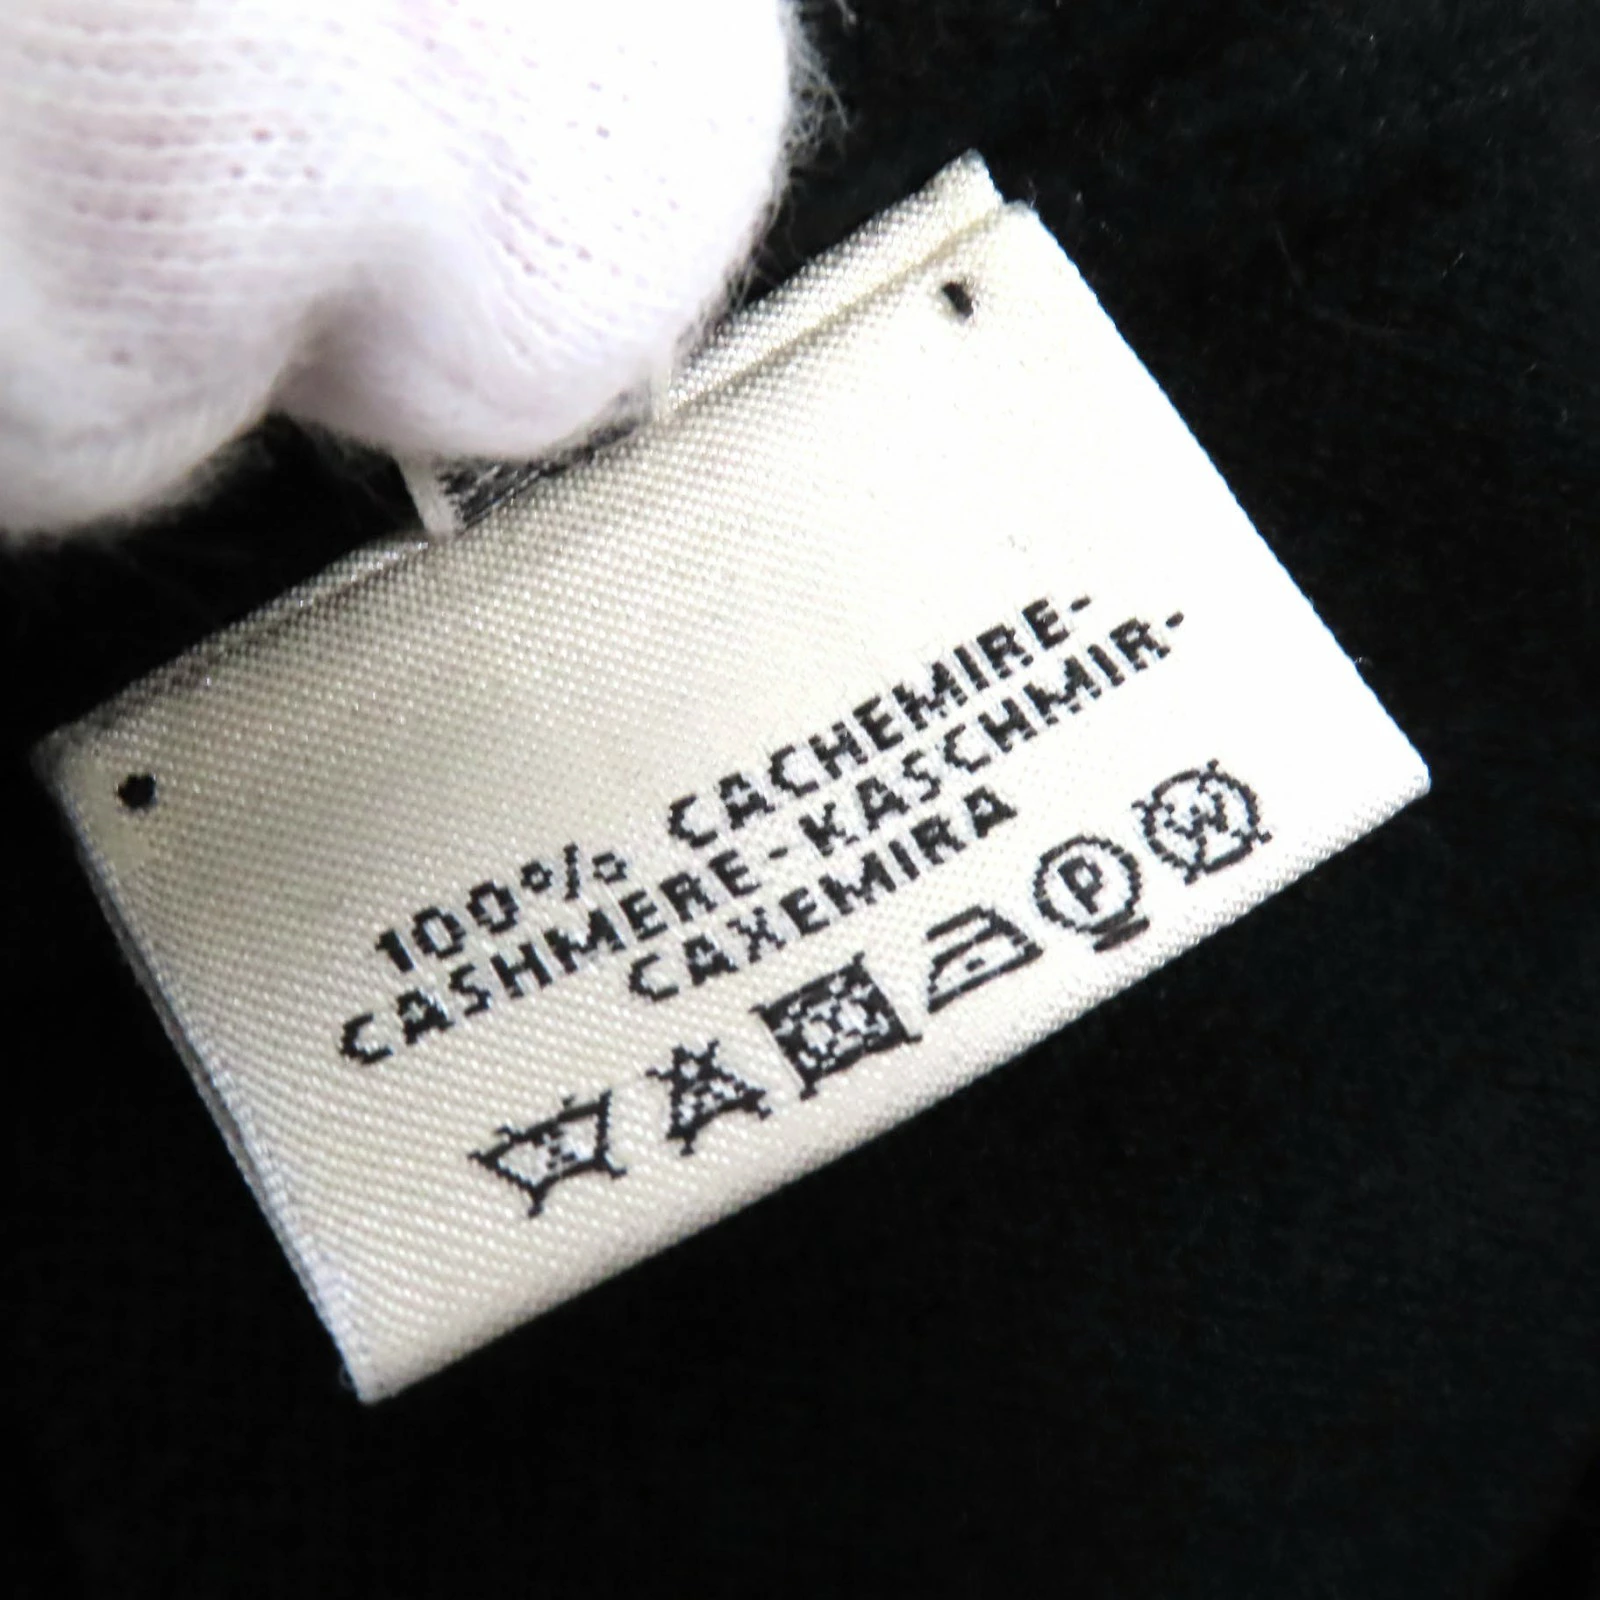 100% CACHEMIRE-
CASHMERE-KASCHMIR-
CAXEMIRA
P W